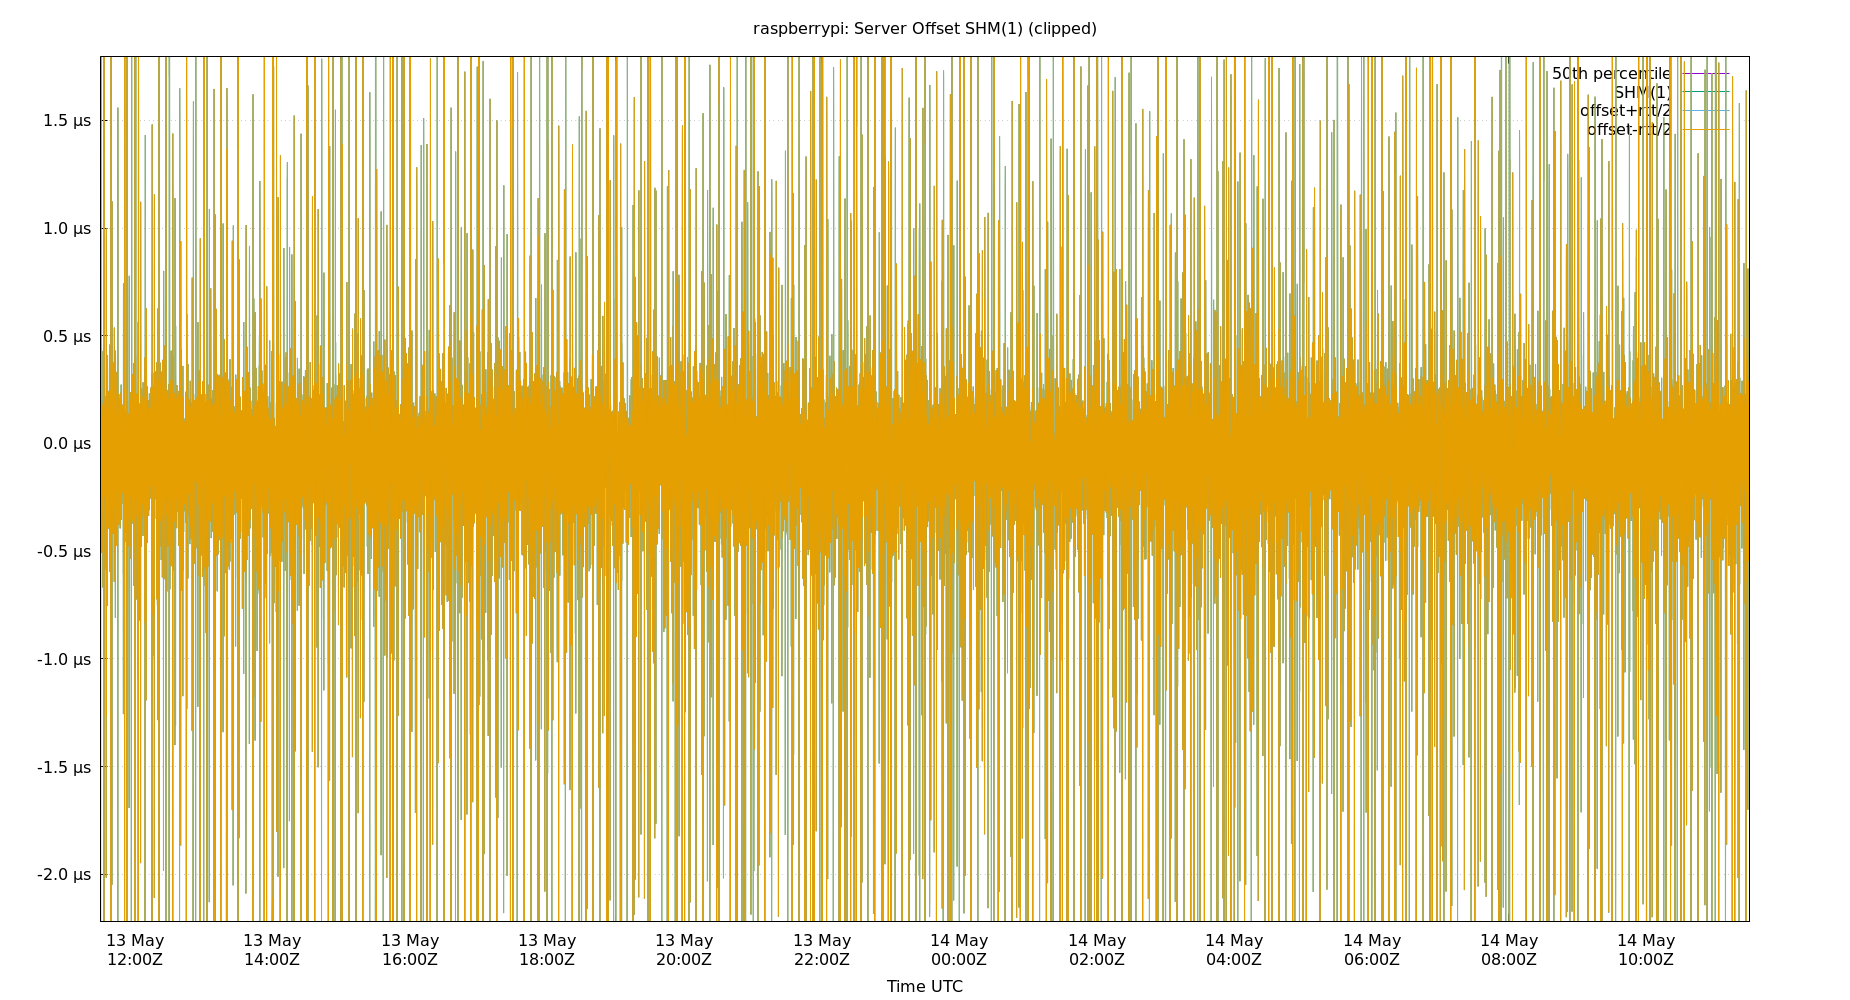 raspberrypi: Server Offset SHM(1) (clipped)
50th percentile
SHM(1)
offset+rtt/2
offset-rtt/2
1.5 µs
1.0 µs
0.5 µs
0.0 µs
-0.5 µs
-1.0 µs
-1.5 µs
-2.0 µs
13 May 13 May 13 May 13 May 13 May 13 May 14 May 14 May 14 May 14 May 14 May 14 May
12:00Z 14:00Z 16:00Z 18:00Z 20:00Z 22:00Z 00:00Z 02:00Z 04:00Z 06:00Z 08:00Z 10:00Z
Time UTC